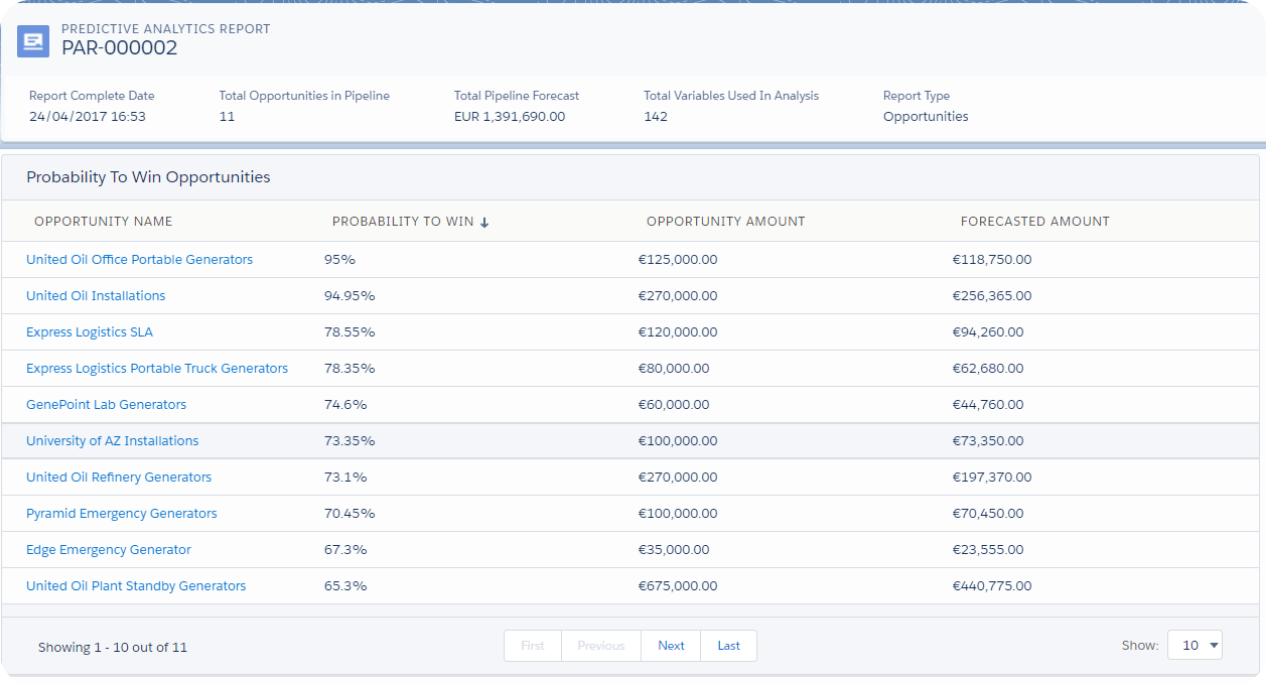 PREDICTIVE ANALYTICS REPORT
PAR-000002
Report Complete Date Total Opportunities in Pipeline Total Pipeline Forecast Total Variables Used In Analysis Report Type
24/04/2017 16:53 11 EUR 1,391,690.00 142 Opportunities
Probability To Win Opportunities
OPPORTUNITY NAME PROBABILITY TO WIN ↓ OPPORTUNITY AMOUNT FORECASTED AMOUNT
United Oil Office Portable Generators 95% €125,000.00 €118,750.00
United Oil Installations 94.95% €270,000.00 €256,365.00
Express Logistics SLA 78.55% €120,000.00 €94,260.00
Express Logistics Portable Truck Generators 78.35% €80,000.00 €62,680.00
GenePoint Lab Generators 74.6% €60,000.00 €44,760.00
University of AZ Installations 73.35% €100,000.00 €73,350.00
United Oil Refinery Generators 73.1% €270,000.00 €197,370.00
Pyramid Emergency Generators 70.45% €100,000.00 €70,450.00
Edge Emergency Generator 67.3% €35,000.00 €23,555.00
United Oil Plant Standby Generators 65.3% €675,000.00 €440,775.00
Showing 1 - 10 out of 11 First Previous Next Last Show: 10